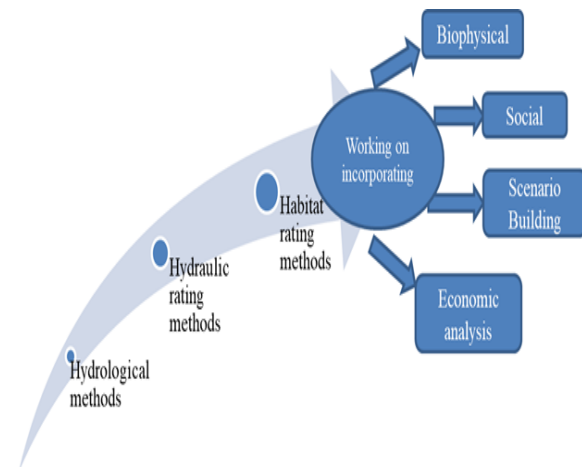 Biophysical
Social
Working on
incorporating
Scenario
Building
Habitat
rating
methods
Hydraulic
rating
methods
Economic
analysis
Hydrological
methods